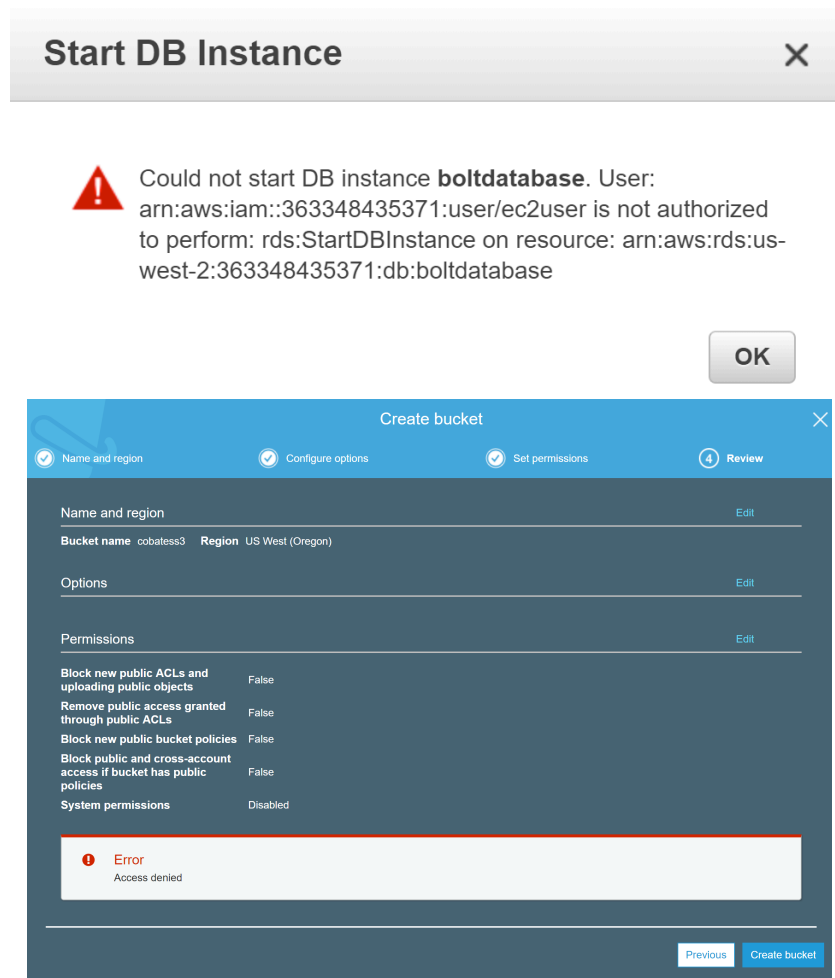 Start DB Instance
Could not start DB instance boltdatabase. User:
arn:aws:iam::363348435371:user/ec2user is not authorized
to perform: rds:StartDBInstance on resource: arn:aws:rds:us-
west-2:363348435371:db:boltdatabase
OK
Create bucket
Name and region Configure options Set permissions 4 Review
Name and region Edit
Bucket name cobatess3 Region US West (Oregon)
Options Edit
Permissions Edit
Block new public ACLs and
uploading public objects False
Remove public access granted
through public ACLs False
Block new public bucket policies False
Block public and cross-account
access if bucket has public
policies False
System permissions Disabled
Error
Access denied
Previous Create bucket